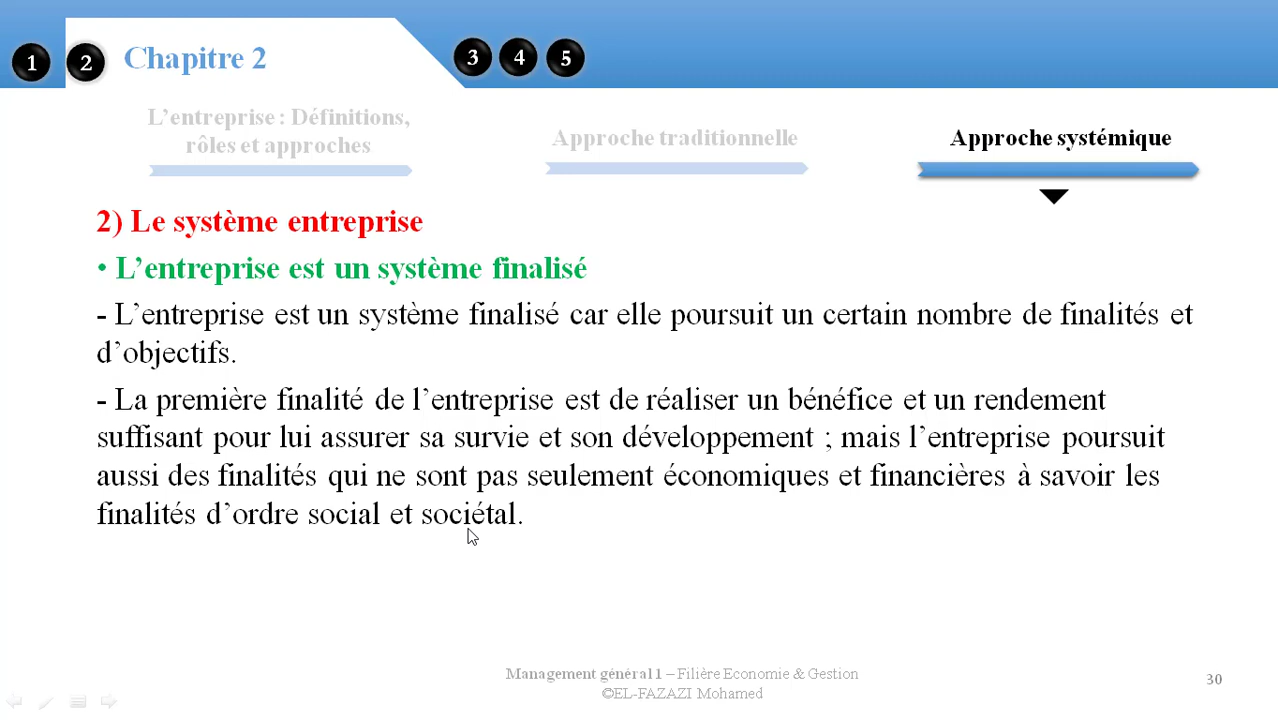 1 2 Chapitre 2 3 4 5
L’entreprise : Définitions,
rôles et approches
Approche traditionnelle
Approche systémique
2) Le système entreprise
• L’entreprise est un système finalisé
- L’entreprise est un système finalisé car elle poursuit un certain nombre de finalités et
d’objectifs.
- La première finalité de l’entreprise est de réaliser un bénéfice et un rendement
suffisant pour lui assurer sa survie et son développement ; mais l’entreprise poursuit
aussi des finalités qui ne sont pas seulement économiques et financières à savoir les
finalités d’ordre social et sociétal.
Management général 1 – Filière Economie & Gestion
©EL-FAZAZI Mohamed
30